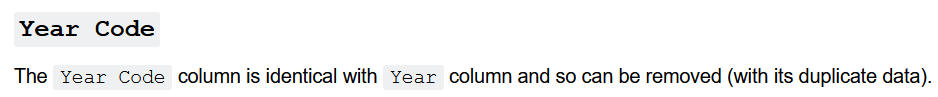 Year Code
The Year Code column is identical with Year column and so can be removed (with its duplicate data).